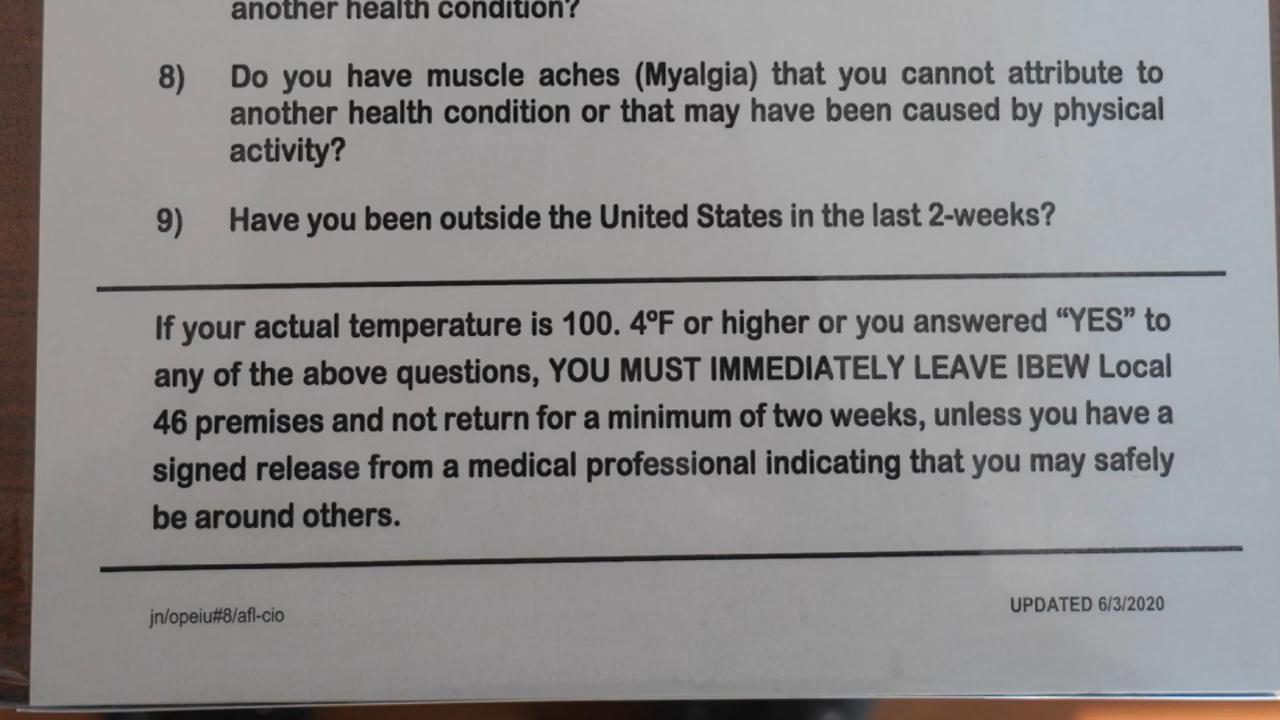 another health condition?
8) Do you have muscle aches (Myalgia) that you cannot attribute to
another health condition or that may have been caused by physical
activity?
9) Have you been outside the United States in the last 2-weeks?
If your actual temperature is 100. 4ºF or higher or you answered “YES” to
any of the above questions, YOU MUST IMMEDIATELY LEAVE IBEW Local
46 premises and not return for a minimum of two weeks, unless you have a
signed release from a medical professional indicating that you may safely
be around others.
jn/opeiu#8/afl-cio
UPDATED 6/3/2020